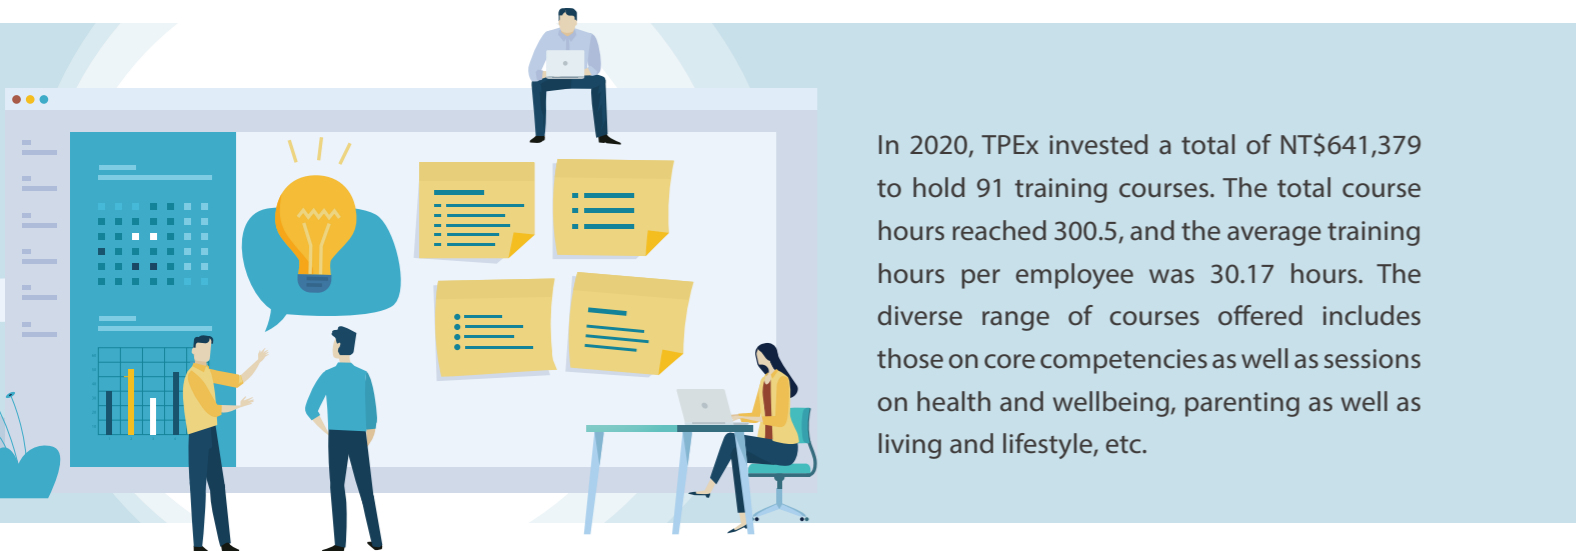 In 2020, TPEx invested a total of NT$641,379
to hold 91 training courses. The total course
hours reached 300.5, and the average training
hours per employee was 30.17 hours. The
diverse range of courses offered includes
those on core competencies as well as sessions
on health and wellbeing, parenting as well as
living and lifestyle, etc.